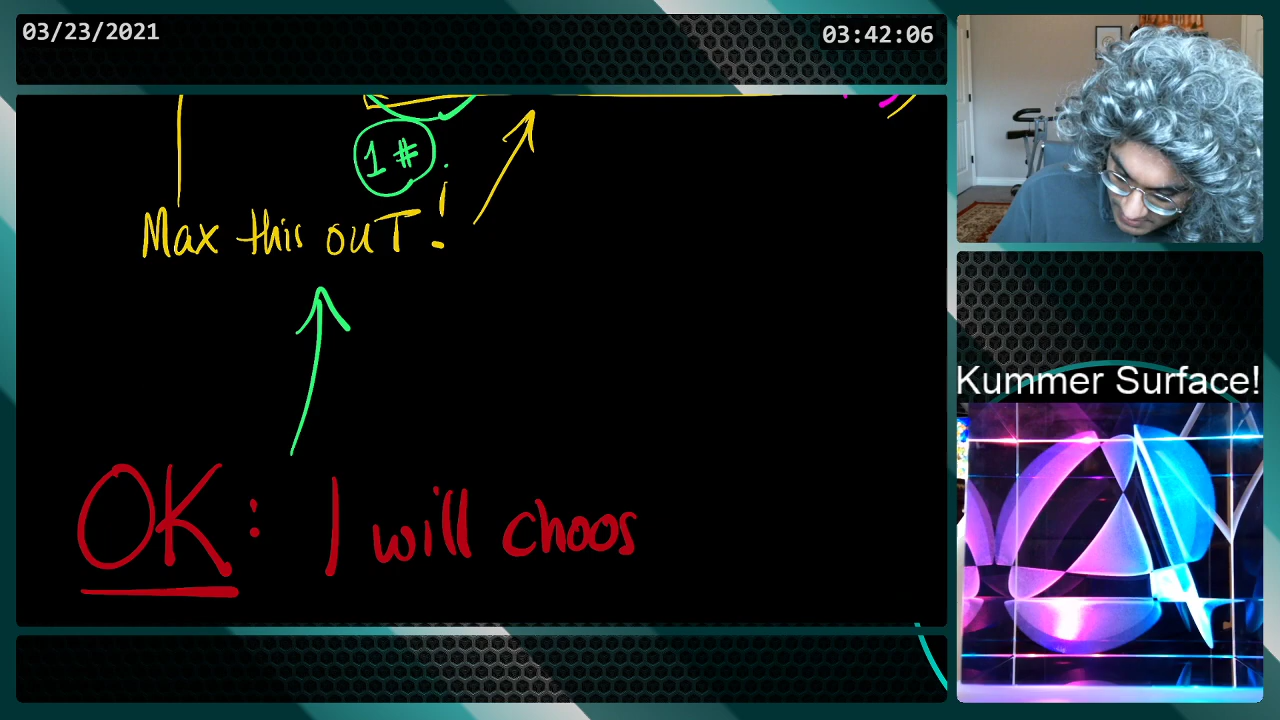 03/23/2021
03:42:06
1 #
Max this out!
Kummer Surface!
OK: I will choos